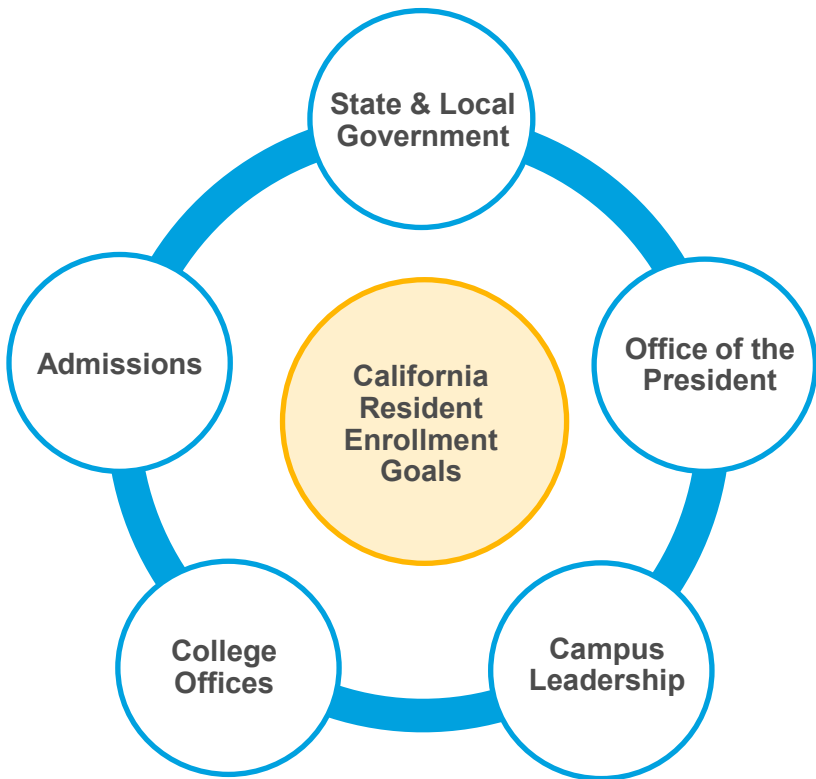 State & Local
Government
Office of the
President
Campus
Leadership
College
Offices
Admissions
California
Resident
Enrollment
Goals